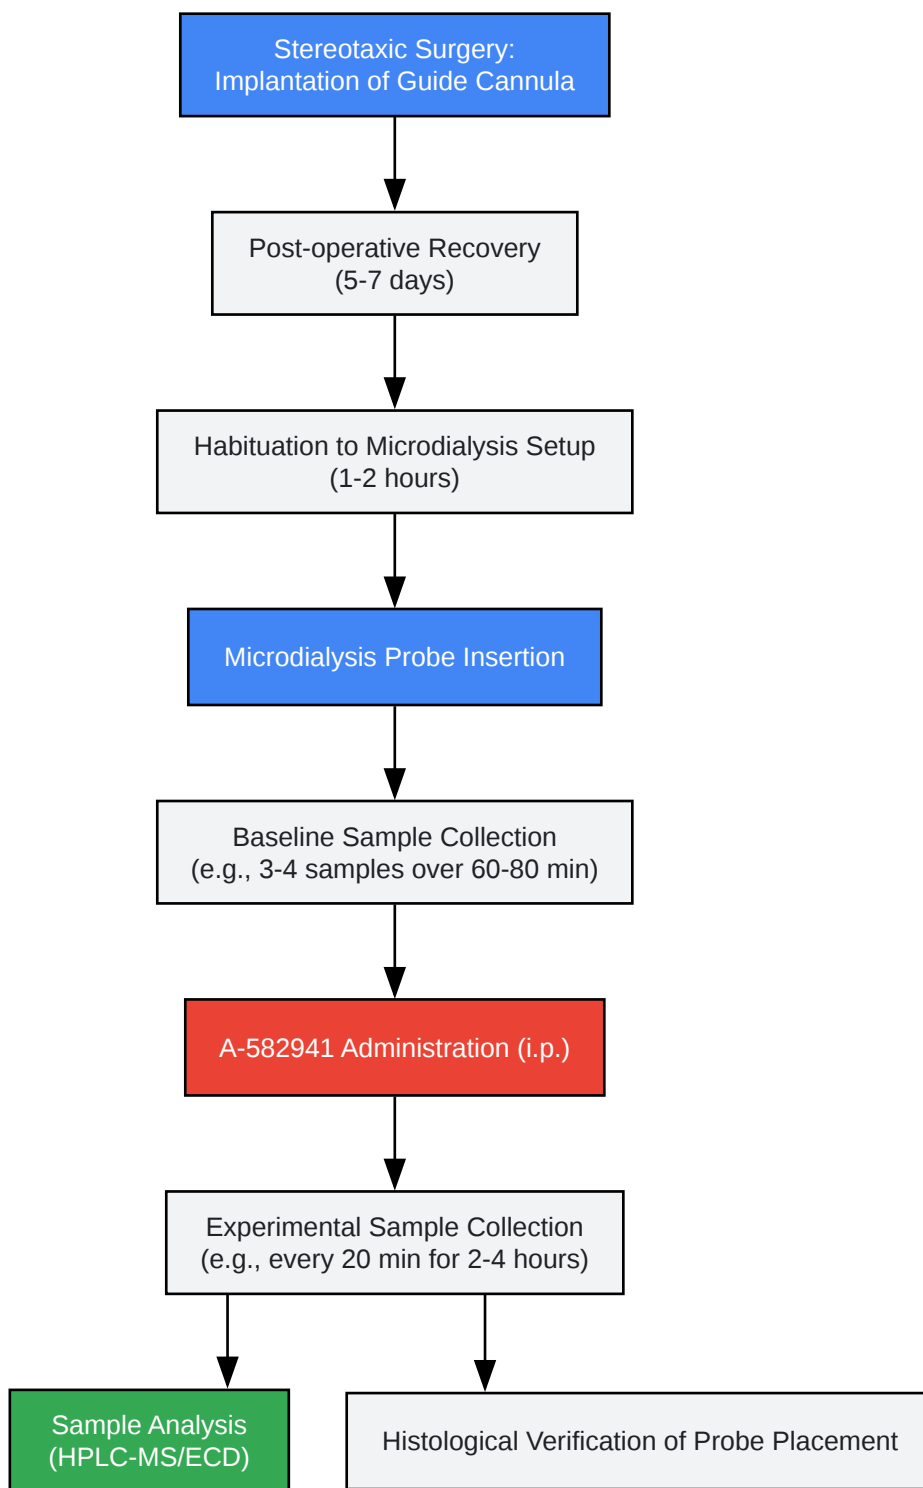 Stereotaxic Surgery:
Implantation of Guide Cannula
Post-operative Recovery
(5-7 days)
Habituation to Microdialysis Setup
(1-2 hours)
Microdialysis Probe Insertion
Baseline Sample Collection
(e.g., 3-4 samples over 60-80 min)
A-582941 Administration (i.p.)
Experimental Sample Collection
(e.g., every 20 min for 2-4 hours)
Sample Analysis
(HPLC-MS/ECD)
Histological Verification of Probe Placement